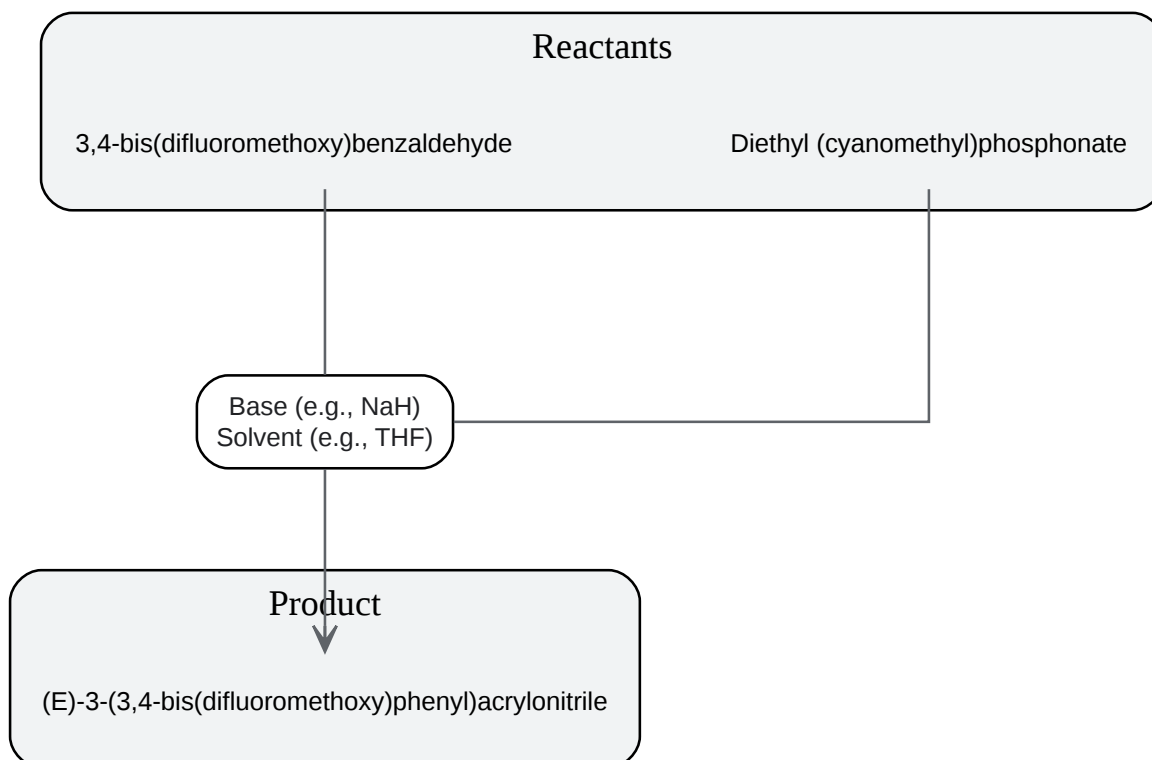 Reactants
3,4-bis(difluoromethoxy)benzaldehyde
Diethyl (cyanomethyl)phosphonate
Base (e.g., NaH)
Solvent (e.g., THF)
Product
(E)-3-(3,4-bis(difluoromethoxy)phenyl)acrylonitrile